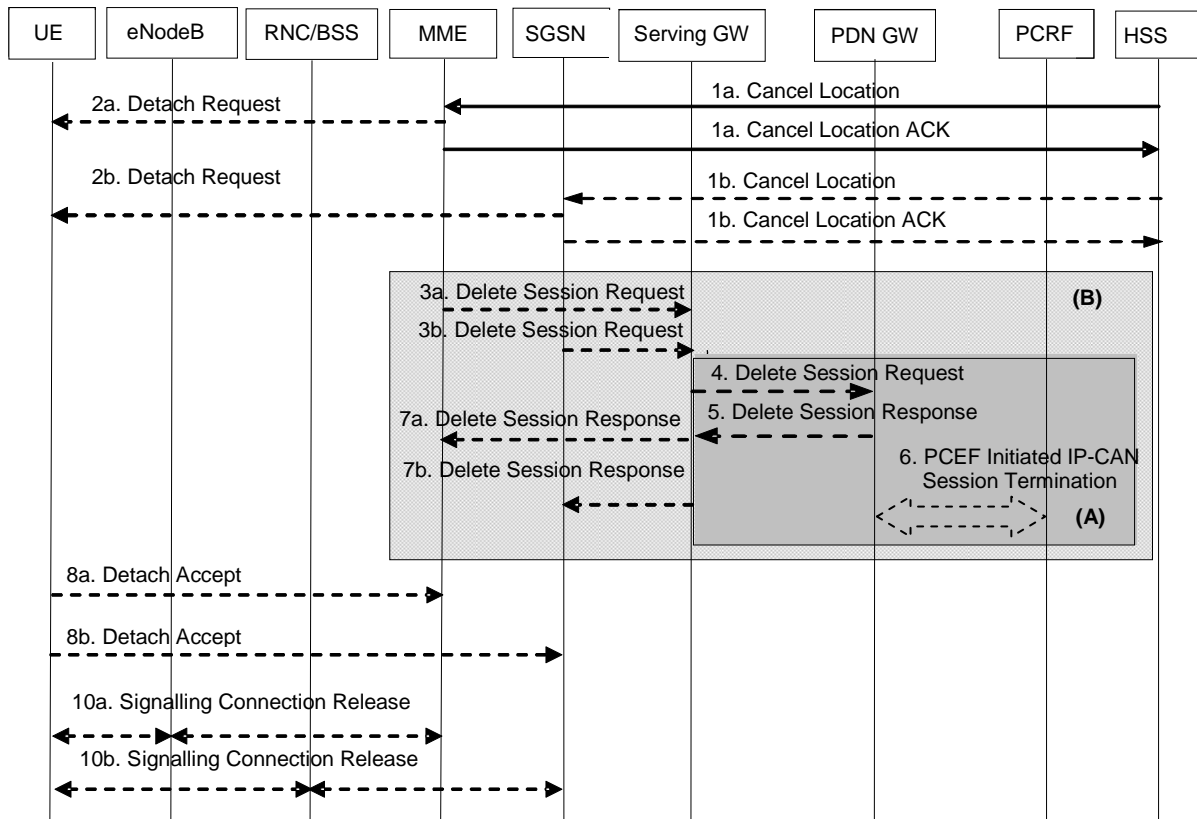 UE
eNodeB
RNC/BSS
MME
SGSN
Serving GW
PDN GW
PCRF
HSS
1a. Cancel Location
2a. Detach Request
1a. Cancel Location ACK
2b. Detach Request
1b. Cancel Location
1b. Cancel Location ACK
3a. Delete Session Request
(B)
3b. Delete Session Request
4. Delete Session Request
7a. Delete Session Response
5. Delete Session Response
7b. Delete Session Response
6. PCEF Initiated IP-CAN
Session Termination
(A)
8a. Detach Accept
8b. Detach Accept
10a. Signalling Connection Release
10b. Signalling Connection Release